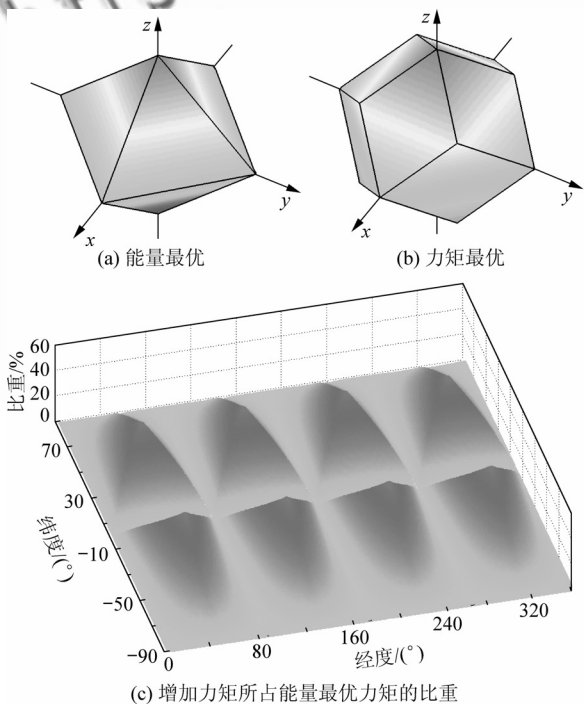 z
y
x
(a) 能量最优
z
y
x
(b) 力矩最优
比重/%
60
40
20
0
70
30
-10
-50
-90
纬度/(°)
0
80
160
240
320
经度/(°)
(c) 增加力矩所占能量最优力矩的比重